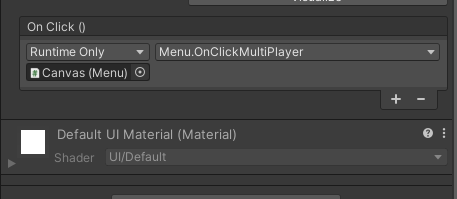 On Click ()
Runtime Only Menu.OnClickMultiPlayer
Canvas (Menu)
+ −
Default UI Material (Material)
Shader UI/Default